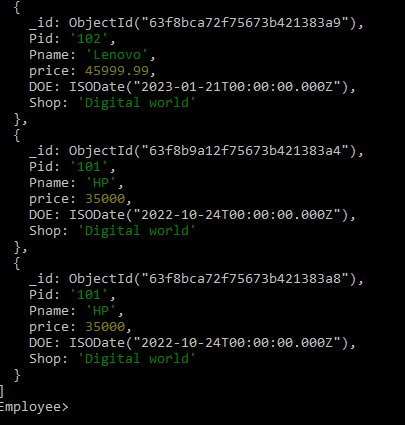 {
_id: ObjectId("63f8bca72f75673b421383a9"),
Pid: '102',
Pname: 'Lenovo',
price: 45999.99,
DOE: ISODate("2023-01-21T00:00:00.000Z"),
Shop: 'Digital world'
},
{
_id: ObjectId("63f8b9a12f75673b421383a4"),
Pid: '101',
Pname: 'HP',
price: 35000,
DOE: ISODate("2022-10-24T00:00:00.000Z"),
Shop: 'Digital world'
},
{
_id: ObjectId("63f8bca72f75673b421383a8"),
Pid: '101',
Pname: 'HP',
price: 35000,
DOE: ISODate("2022-10-24T00:00:00.000Z"),
Shop: 'Digital world'
}
]
Employee>